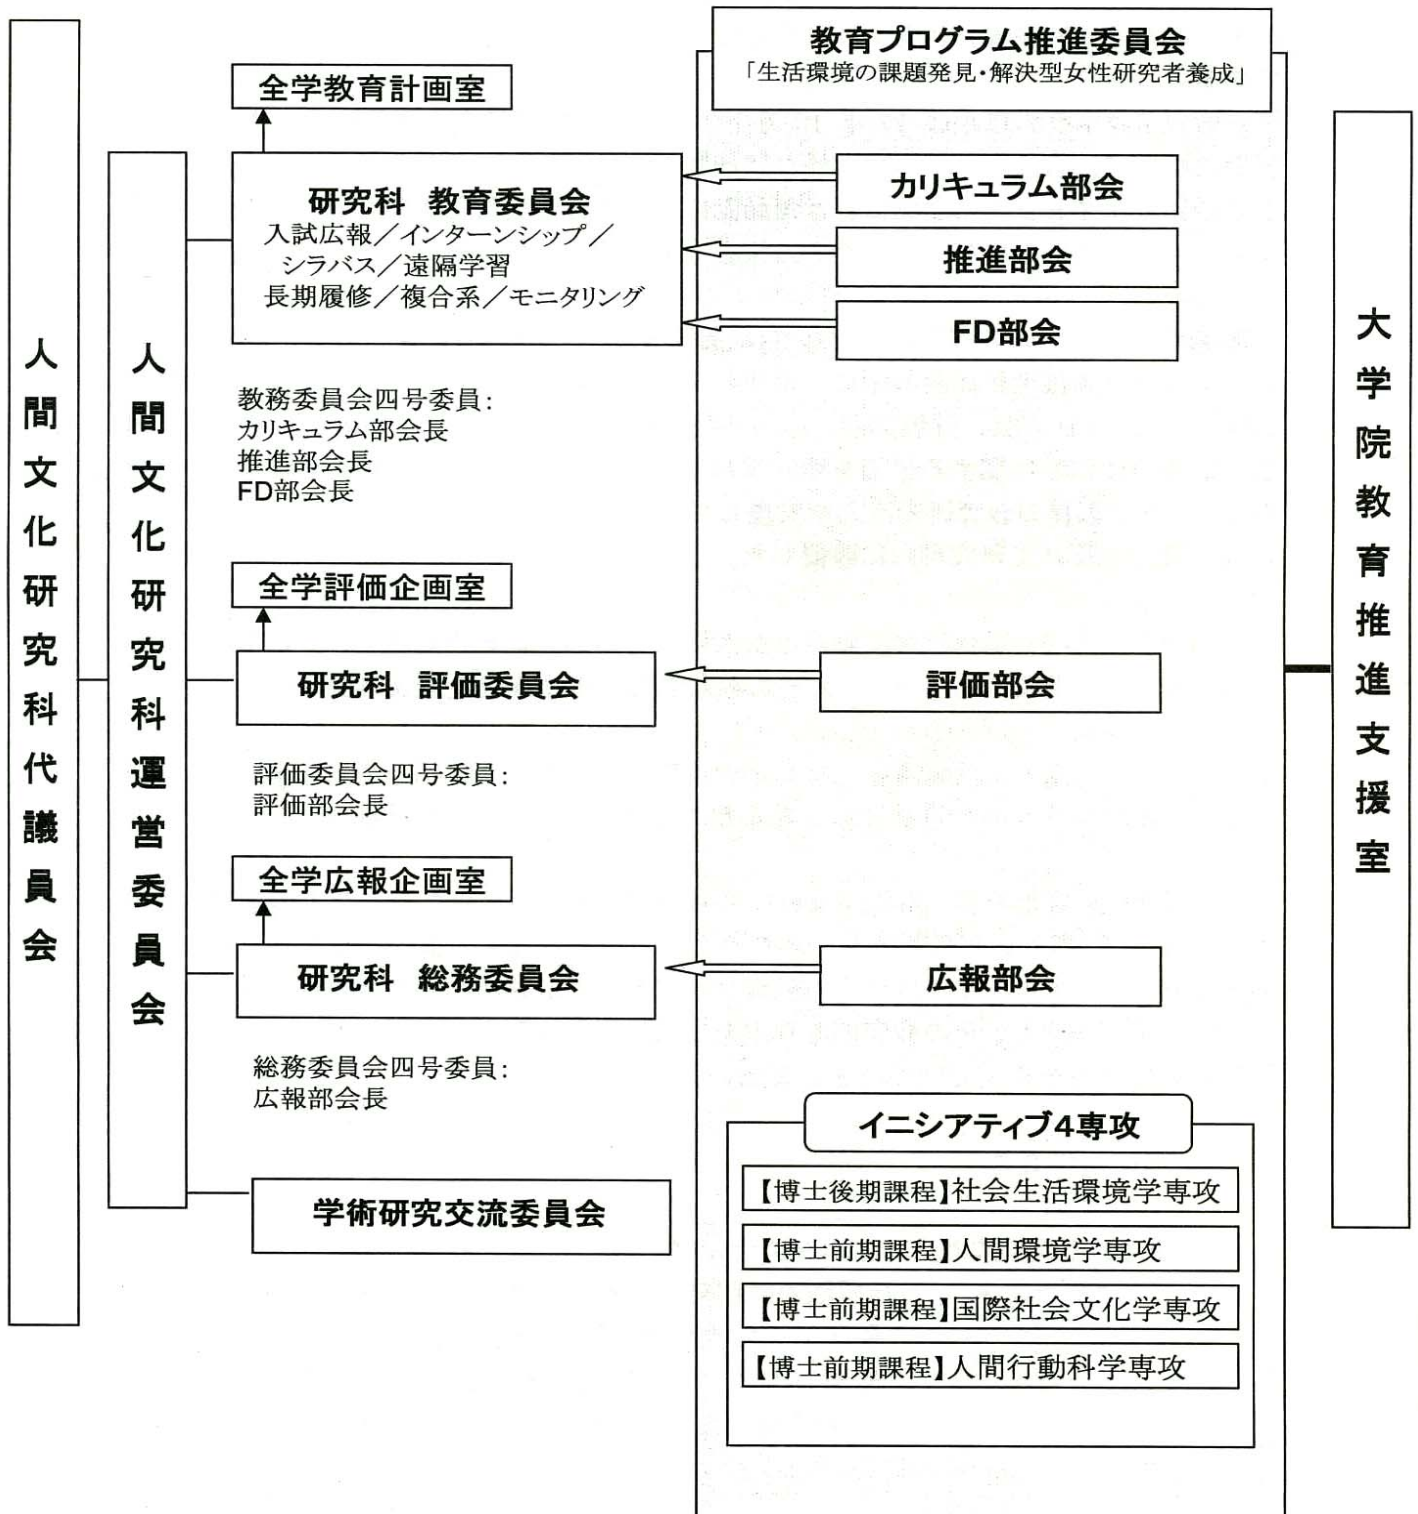 人間文化研究科代議員会
人間文化研究科運営委員会
全学教育計画室
研究科 教育委員会
入試広報／インターンシップ／
シラバス／遠隔学習
長期履修／複合系／モニタリング
教務委員会四号委員：
カリキュラム部会長
推進部会長
FD部会長
全学評価企画室
研究科 評価委員会
評価委員会四号委員：
評価部会長
全学広報企画室
研究科 総務委員会
総務委員会四号委員：
広報部会長
学術研究交流委員会
教育プログラム推進委員会
「生活環境の課題発見・解決型女性研究者養成」
カリキュラム部会
推進部会
FD部会
評価部会
広報部会
イニシアティブ4専攻
【博士後期課程】社会生活環境学専攻
【博士前期課程】人間環境学専攻
【博士前期課程】国際社会文化学専攻
【博士前期課程】人間行動科学専攻
大学院教育推進支援室